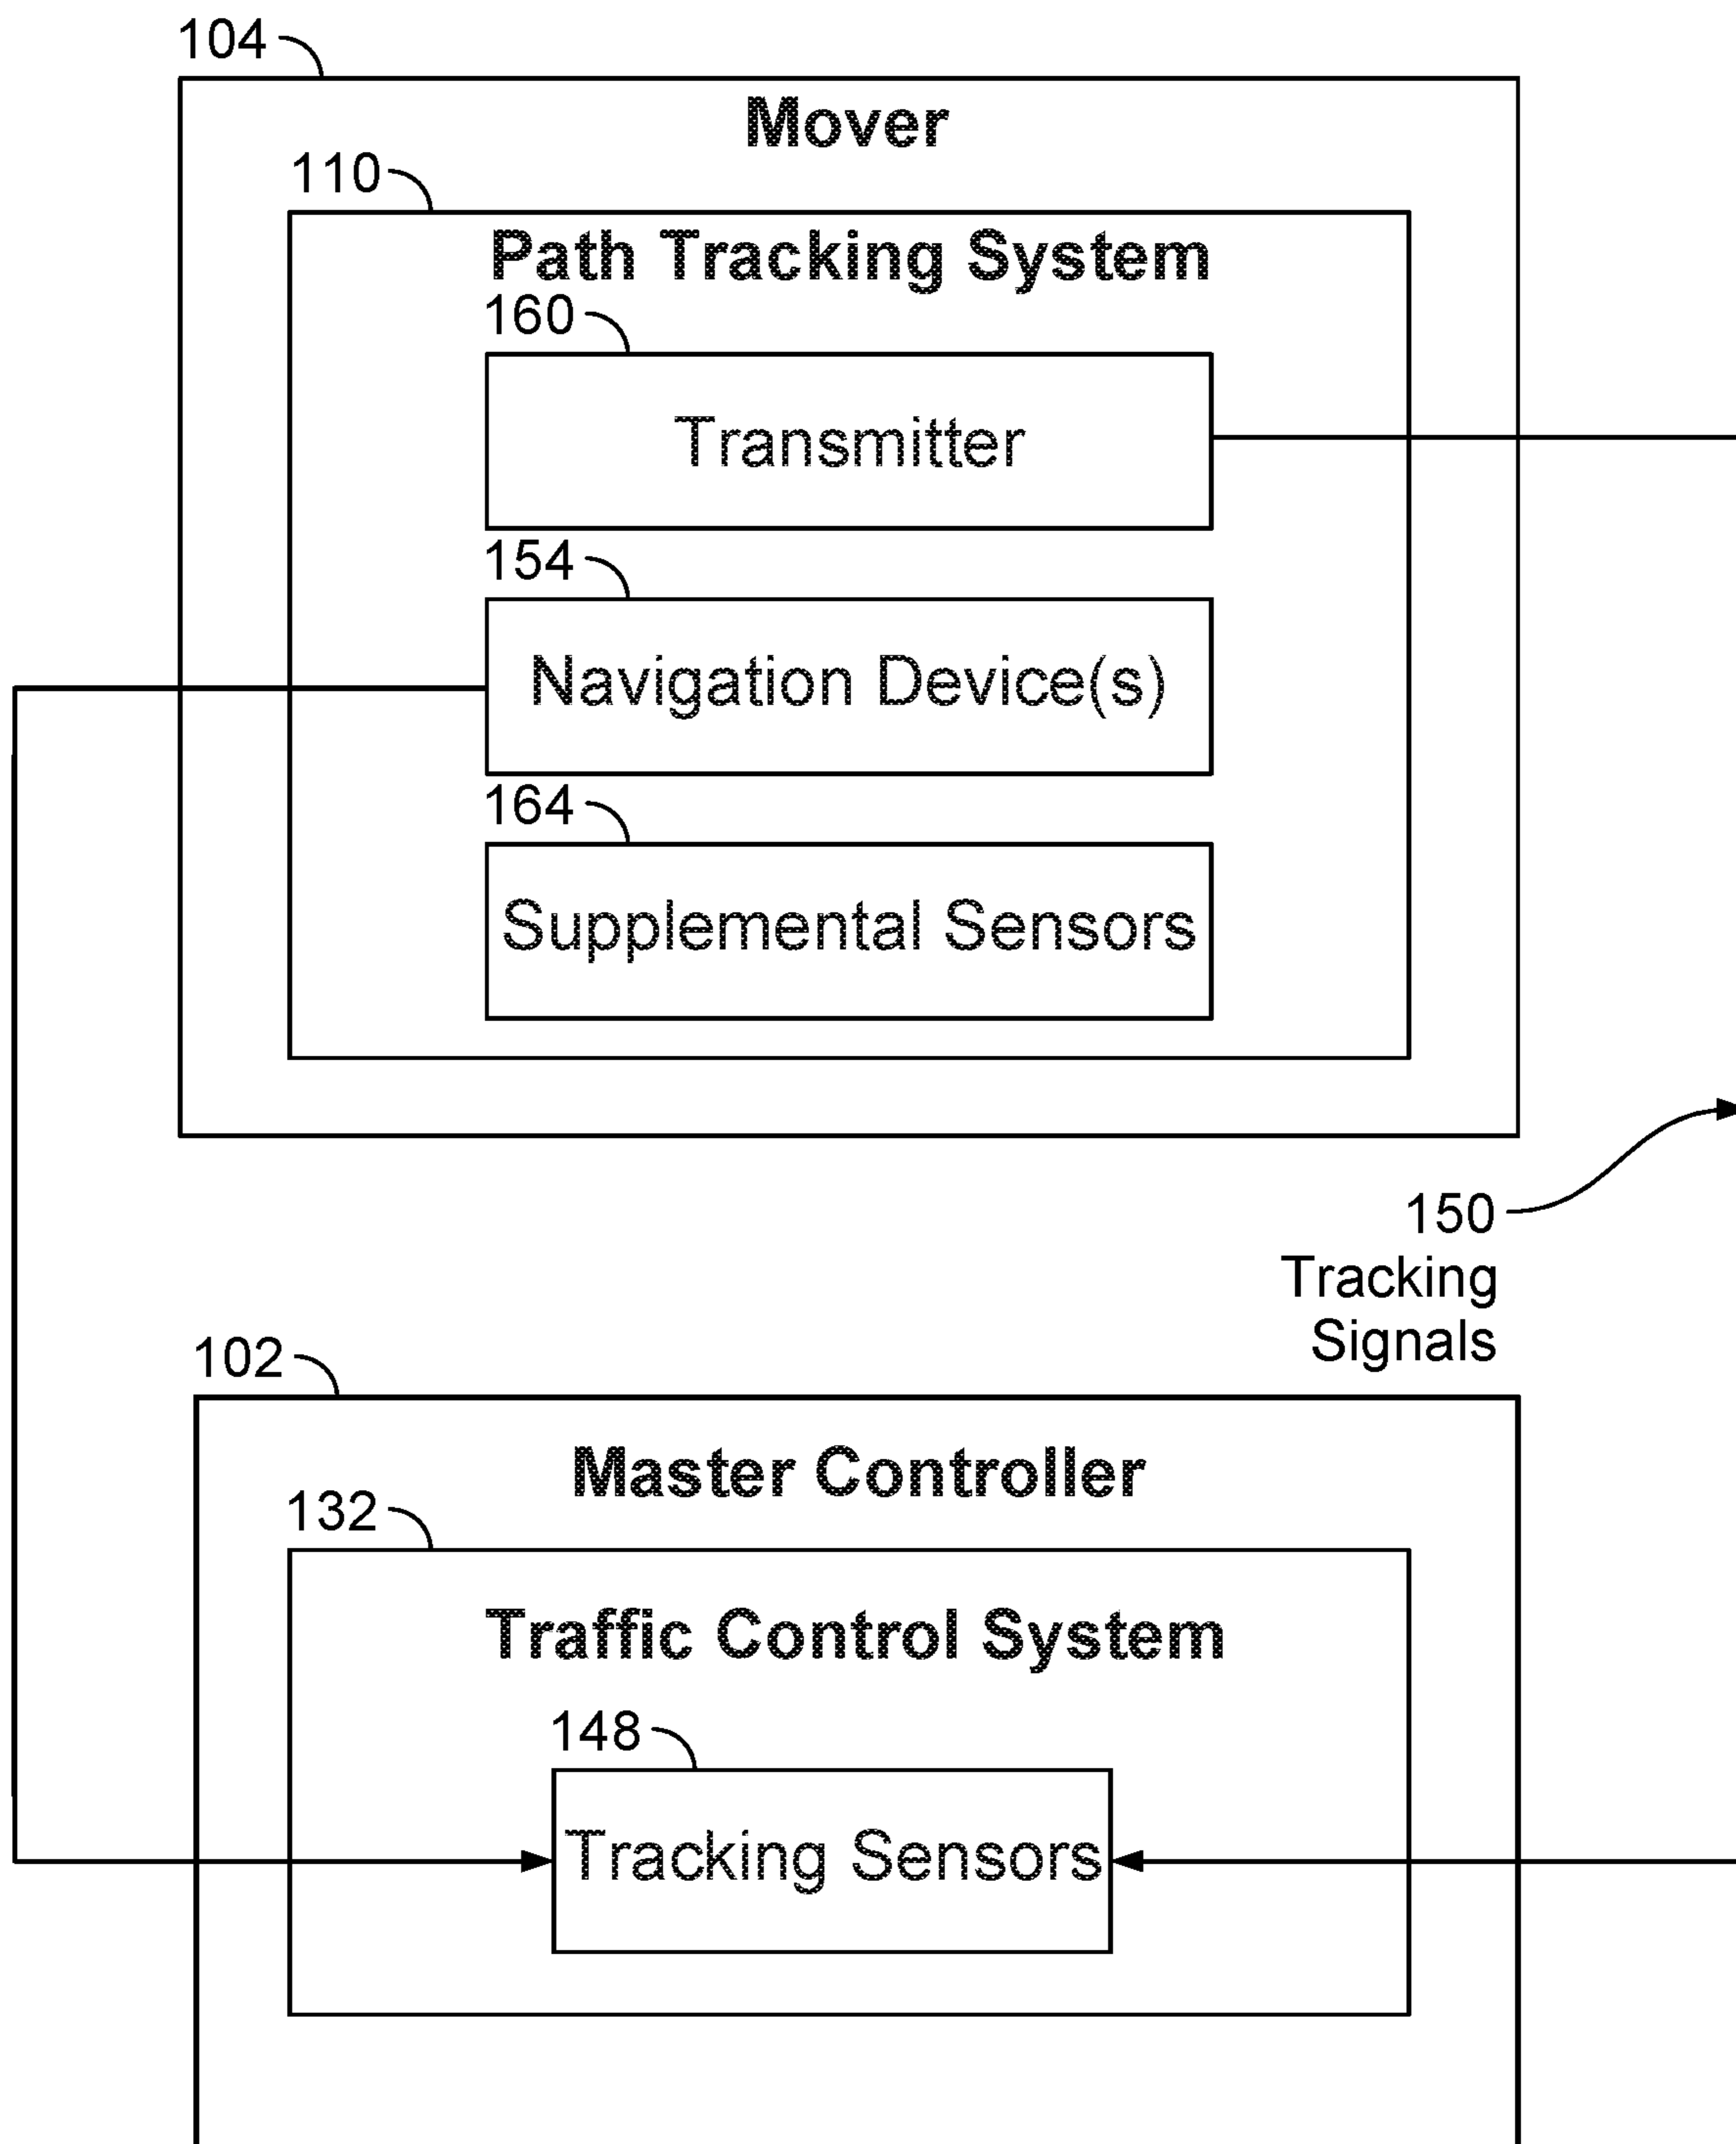 104
Mover
110
Path Tracking System
160
Transmitter
154
Navigation Device(s)
164
Supplemental Sensors
150
Tracking
Signals
102
Master Controller
132
Traffic Control System
148
Tracking Sensors